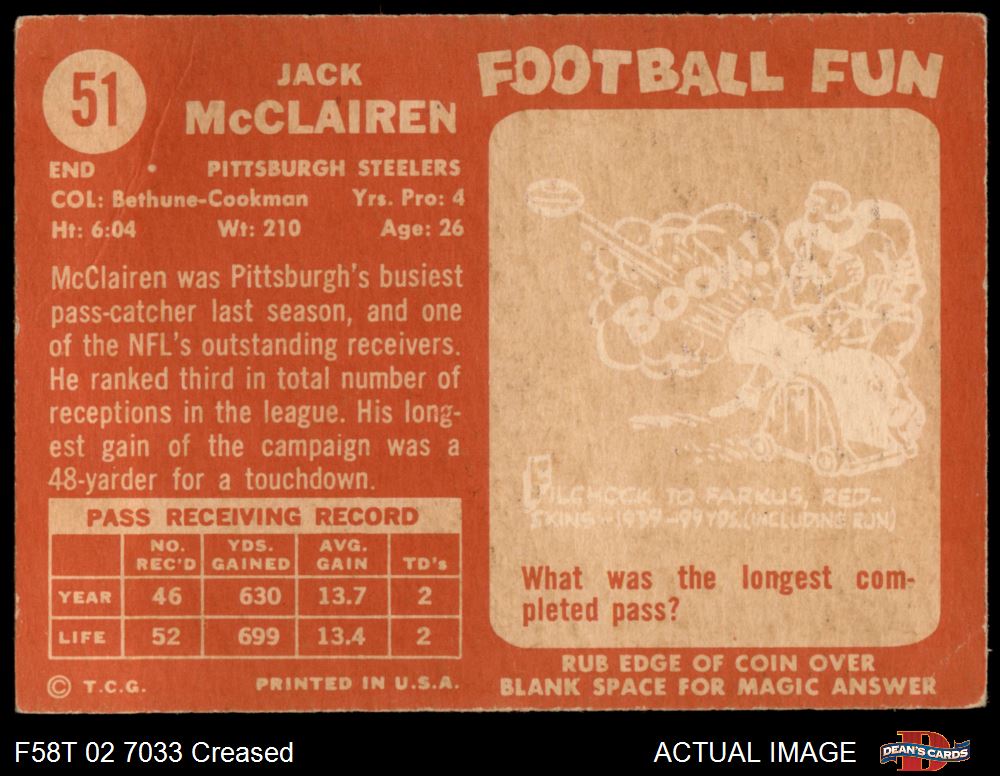 51
JACK
McCLAIREN
END • PITTSBURGH STEELERS
COL: Bethune-Cookman Yrs. Pro: 4
Ht: 6:04 Wt: 210 Age: 26
McClairen was Pittsburgh's busiest
pass-catcher last season, and one
of the NFL's outstanding receivers.
He ranked third in total number of
receptions in the league. His long-
est gain of the campaign was a
48-yarder for a touchdown.
PASS RECEIVING RECORD
NO. REC'D YDS. GAINED AVG. GAIN TD's
YEAR 46 630 13.7 2
LIFE 52 699 13.4 2
© T.C.G. PRINTED IN U.S.A.
FOOTBALL FUN
BOOM!
FILCHOCK TO FARKUS, RED-
SKINS-1939-99 YDS. (INCLUDING RUN)
What was the longest com-
pleted pass?
RUB EDGE OF COIN OVER
BLANK SPACE FOR MAGIC ANSWER
F58T 02 7033 Creased
ACTUAL IMAGE
DEAN'S CARDS